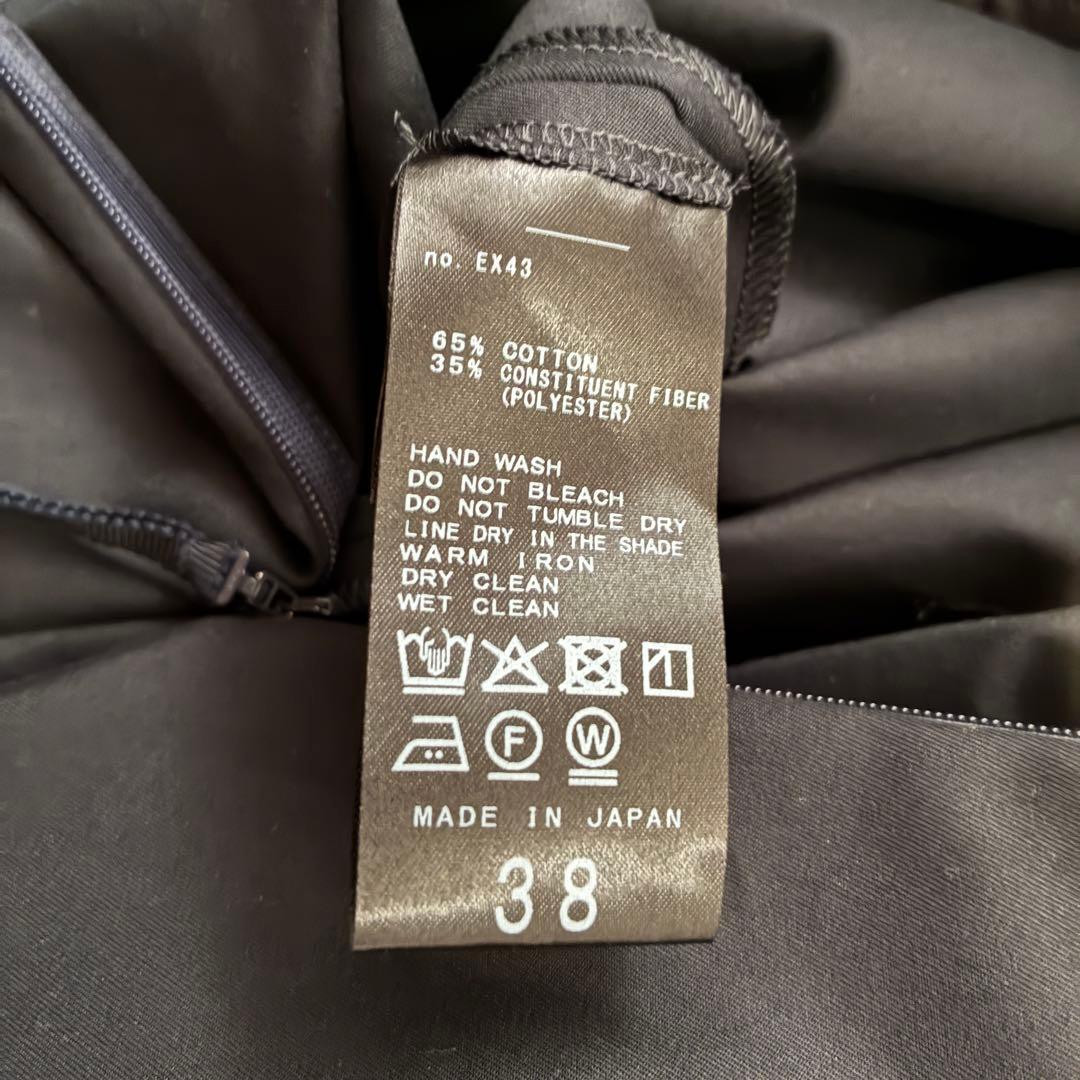 no. EX43
65% COTTON
35% CONSTITUENT FIBER
(POLYESTER)
HAND WASH
DO NOT BLEACH
DO NOT TUMBLE DRY
LINE DRY IN THE SHADE
WARM IRON
DRY CLEAN
WET CLEAN
F W
MADE IN JAPAN
38